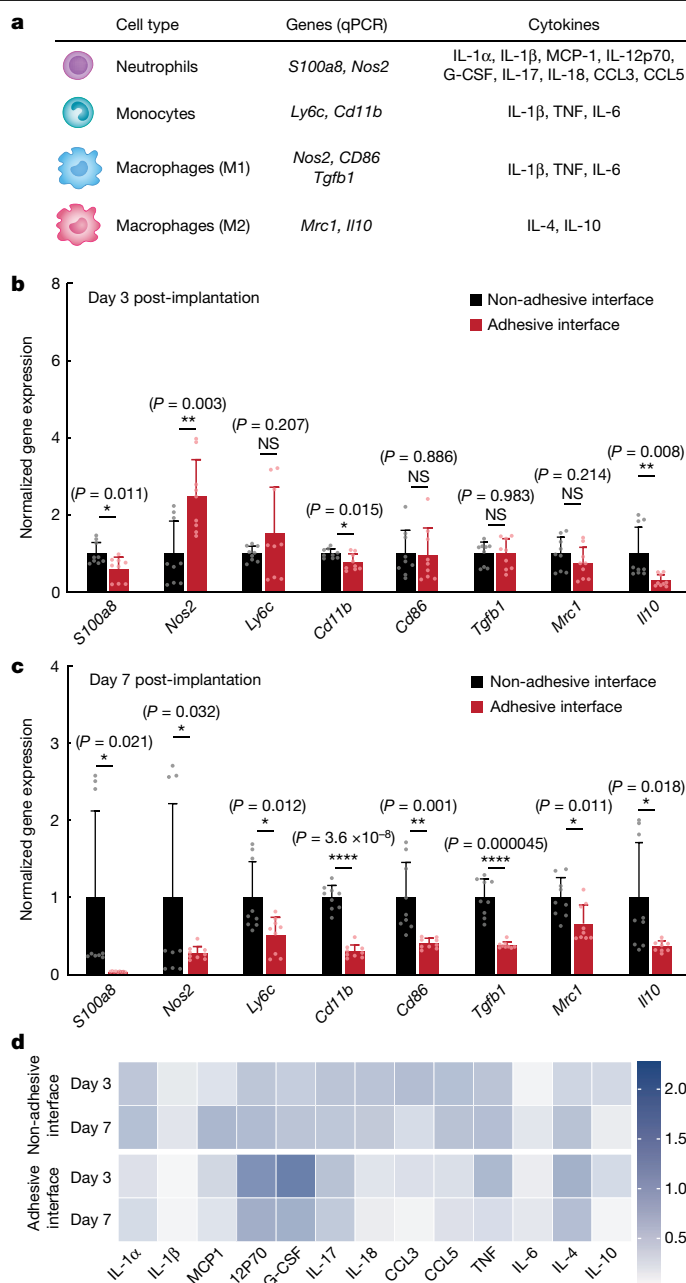 a
Cell type Genes (qPCR) Cytokines
Neutrophils S100a8, Nos2 IL-1α, IL-1β, MCP-1, IL-12p70,
G-CSF, IL-17, IL-18, CCL3, CCL5
Monocytes Ly6c, Cd11b IL-1β, TNF, IL-6
Macrophages (M1) Nos2, CD86
Tgfb1 IL-1β, TNF, IL-6
Macrophages (M2) Mrc1, Il10 IL-4, IL-10
b
Day 3 post-implantation
Non-adhesive interface
Adhesive interface
Normalized gene expression
8
6
4
2
0
(P = 0.011)
*
(P = 0.003)
**
(P = 0.207)
NS
(P = 0.015)
*
(P = 0.886)
NS
(P = 0.983)
NS
(P = 0.214)
NS
(P = 0.008)
**
S100a8 Nos2 Ly6c Cd11b Cd86 Tgfb1 Mrc1 Il10
c
Day 7 post-implantation
Non-adhesive interface
Adhesive interface
Normalized gene expression
4
3
2
1
0
(P = 0.021)
*
(P = 0.032)
*
(P = 0.012)
*
(P = 3.6 ×10⁻⁸)
****
(P = 0.001)
**
(P = 0.000045)
****
(P = 0.011)
*
(P = 0.018)
*
S100a8 Nos2 Ly6c Cd11b Cd86 Tgfb1 Mrc1 Il10
d
Non-adhesive
interface
Day 3
Day 7
Adhesive
interface
Day 3
Day 7
2.0
1.5
1.0
0.5
IL-1α IL-1β MCP1 12P70 G-CSF IL-17 IL-18 CCL3 CCL5 TNF IL-6 IL-4 IL-10